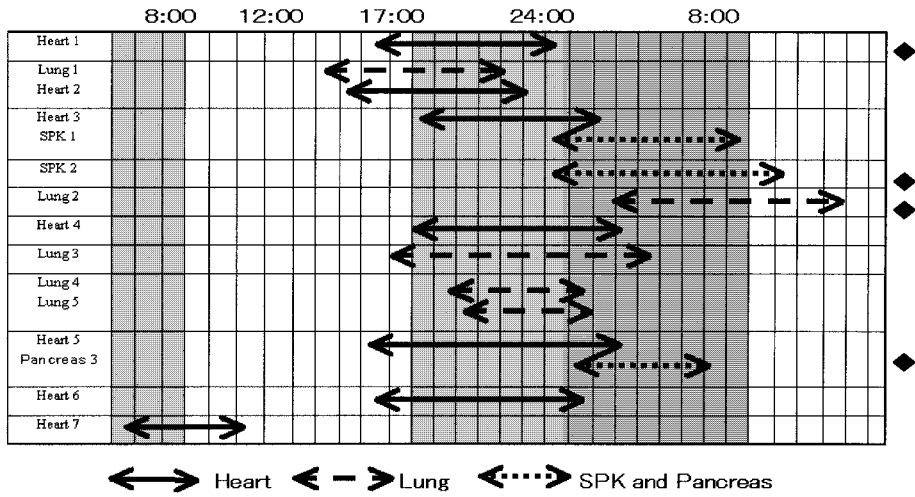 8:00 12:00 17:00 24:00 8:00
Heart 1
Lung 1
Heart 2
Heart 3
SPK 1
SPK 2
Lung 2
Heart 4
Lung 3
Lung 4
Lung 5
Heart 5
Pancreas 3
Heart 6
Heart 7
Heart Lung SPK and Pancreas